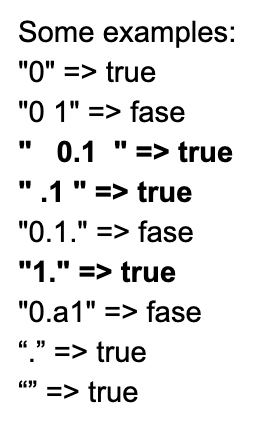 Some examples:
"0" => true
"0 1" => fase
"   0.1  " => true
" .1 " => true
"0.1." => fase
"1." => true
"0.a1" => fase
“.” => true
“” => true